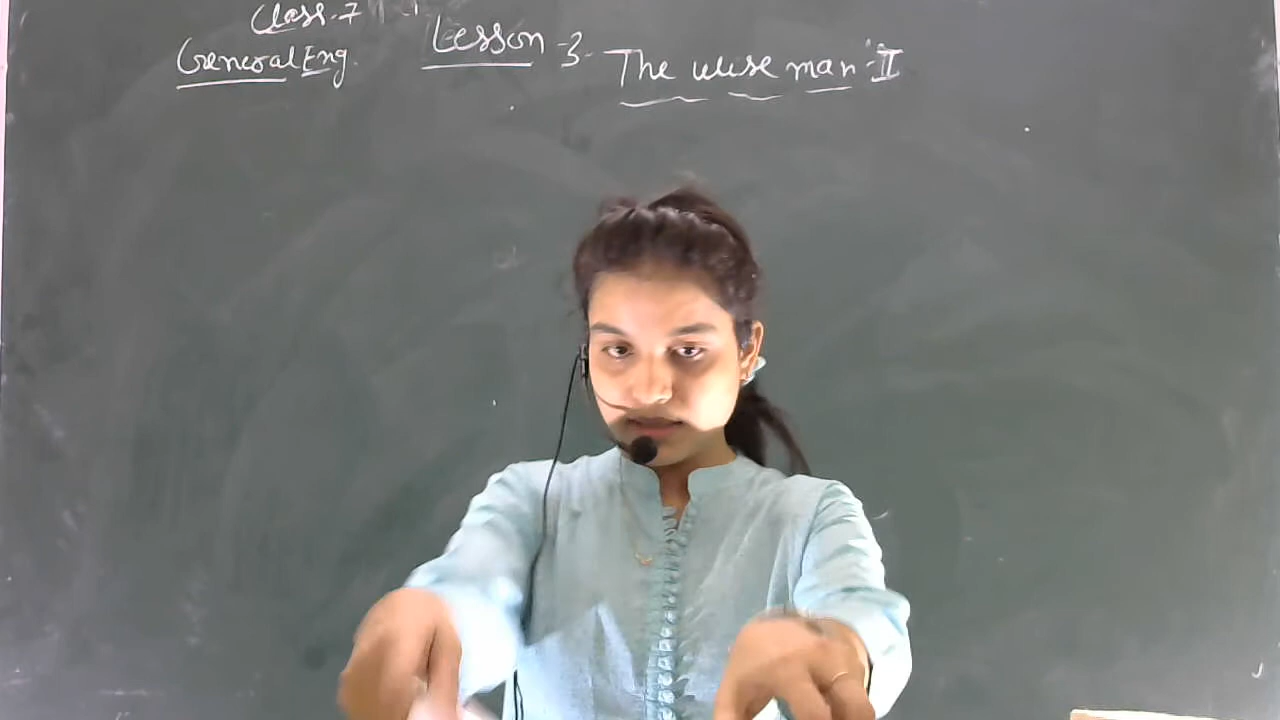 Class-7
General Eng.
Lesson-3- The wise man-II